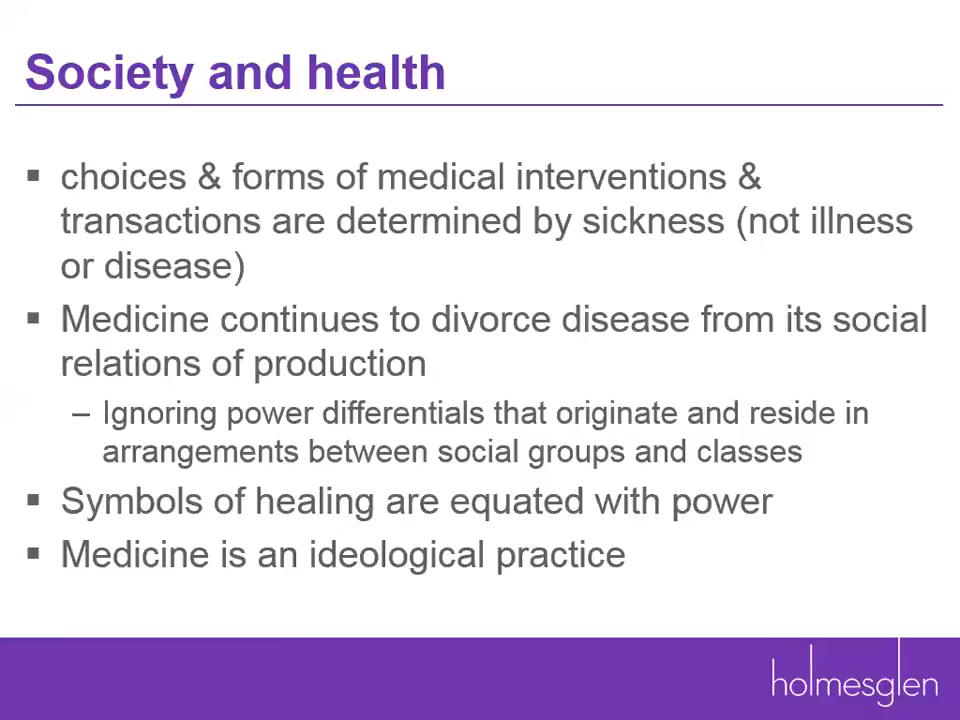 Society and health
▪ choices & forms of medical interventions &
transactions are determined by sickness (not illness
or disease)
▪ Medicine continues to divorce disease from its social
relations of production
– Ignoring power differentials that originate and reside in
arrangements between social groups and classes
▪ Symbols of healing are equated with power
▪ Medicine is an ideological practice
holmesglen